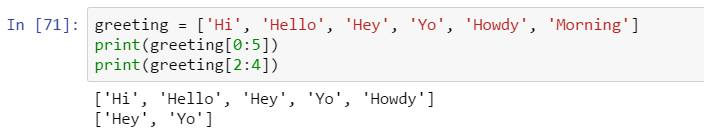 In [71]: greeting = ['Hi', 'Hello', 'Hey', 'Yo', 'Howdy', 'Morning']
print(greeting[0:5])
print(greeting[2:4])
['Hi', 'Hello', 'Hey', 'Yo', 'Howdy']
['Hey', 'Yo']